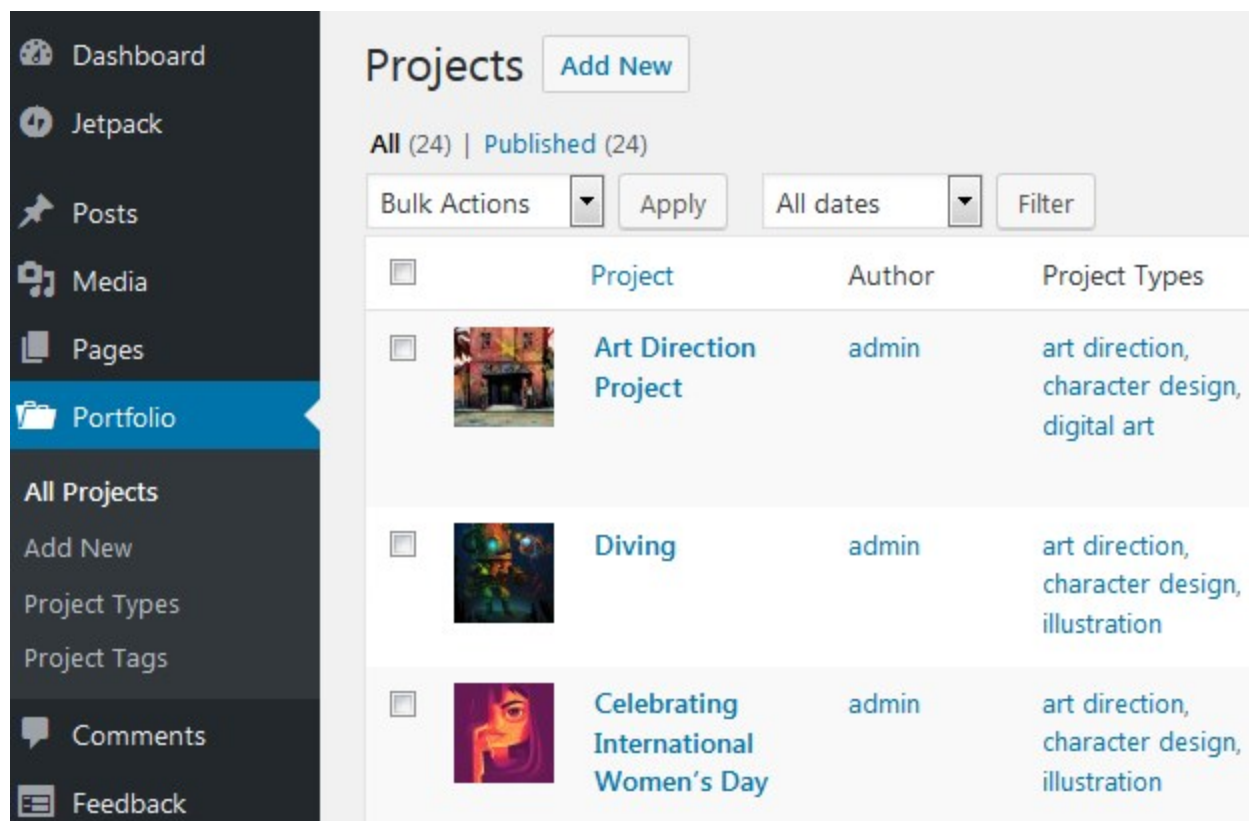 Dashboard
Jetpack
Posts
Media
Pages
Portfolio
All Projects
Add New
Project Types
Project Tags
Comments
Feedback
Projects Add New
All (24) | Published (24)
Bulk Actions Apply All dates Filter
Project Author Project Types
Art Direction admin art direction,
Project character design,
digital art
Diving admin art direction,
character design,
illustration
Celebrating admin art direction,
International character design,
Women’s Day illustration